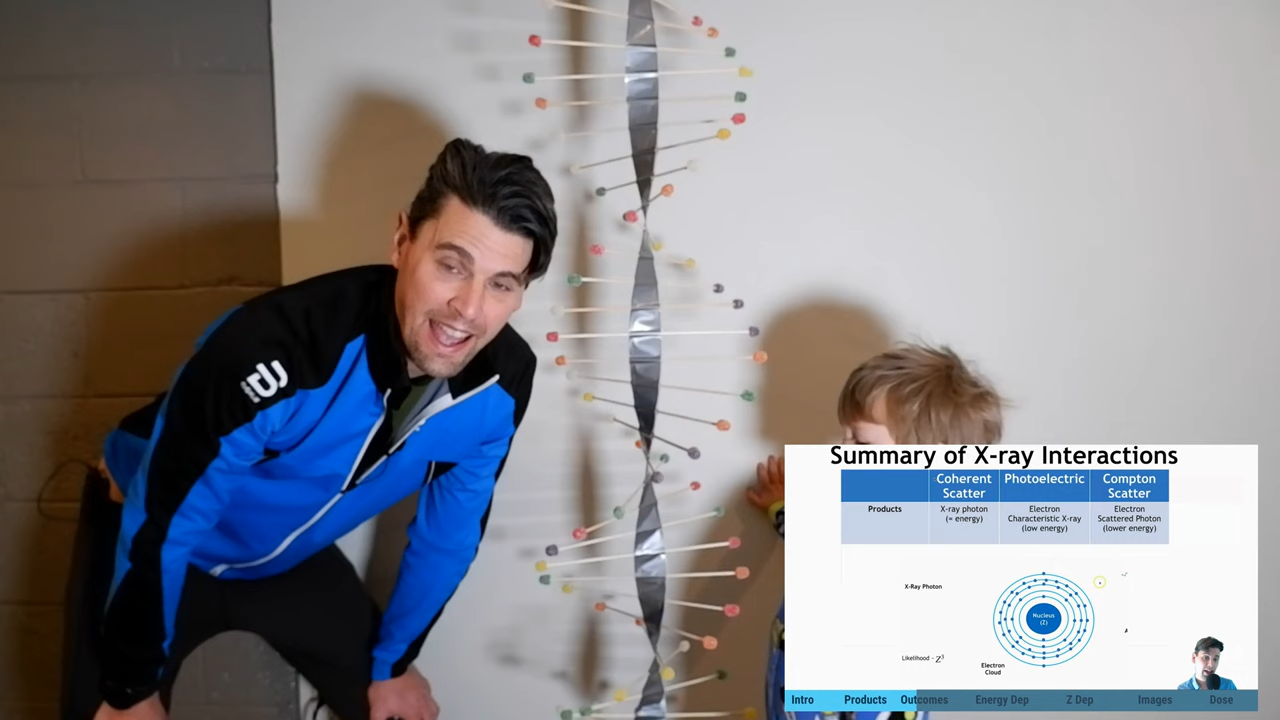 Summary of X-ray Interactions
Coherent Scatter
Photoelectric
Compton Scatter
Products
X-ray photon
(= energy)
Electron
Characteristic X-ray
(low energy)
Electron
Scattered Photon
(lower energy)
X-Ray Photon
Nucleus
(Z)
Likelihood - Z³
Electron
Cloud
Intro Products Outcomes Energy Dep Z Dep Images Dose